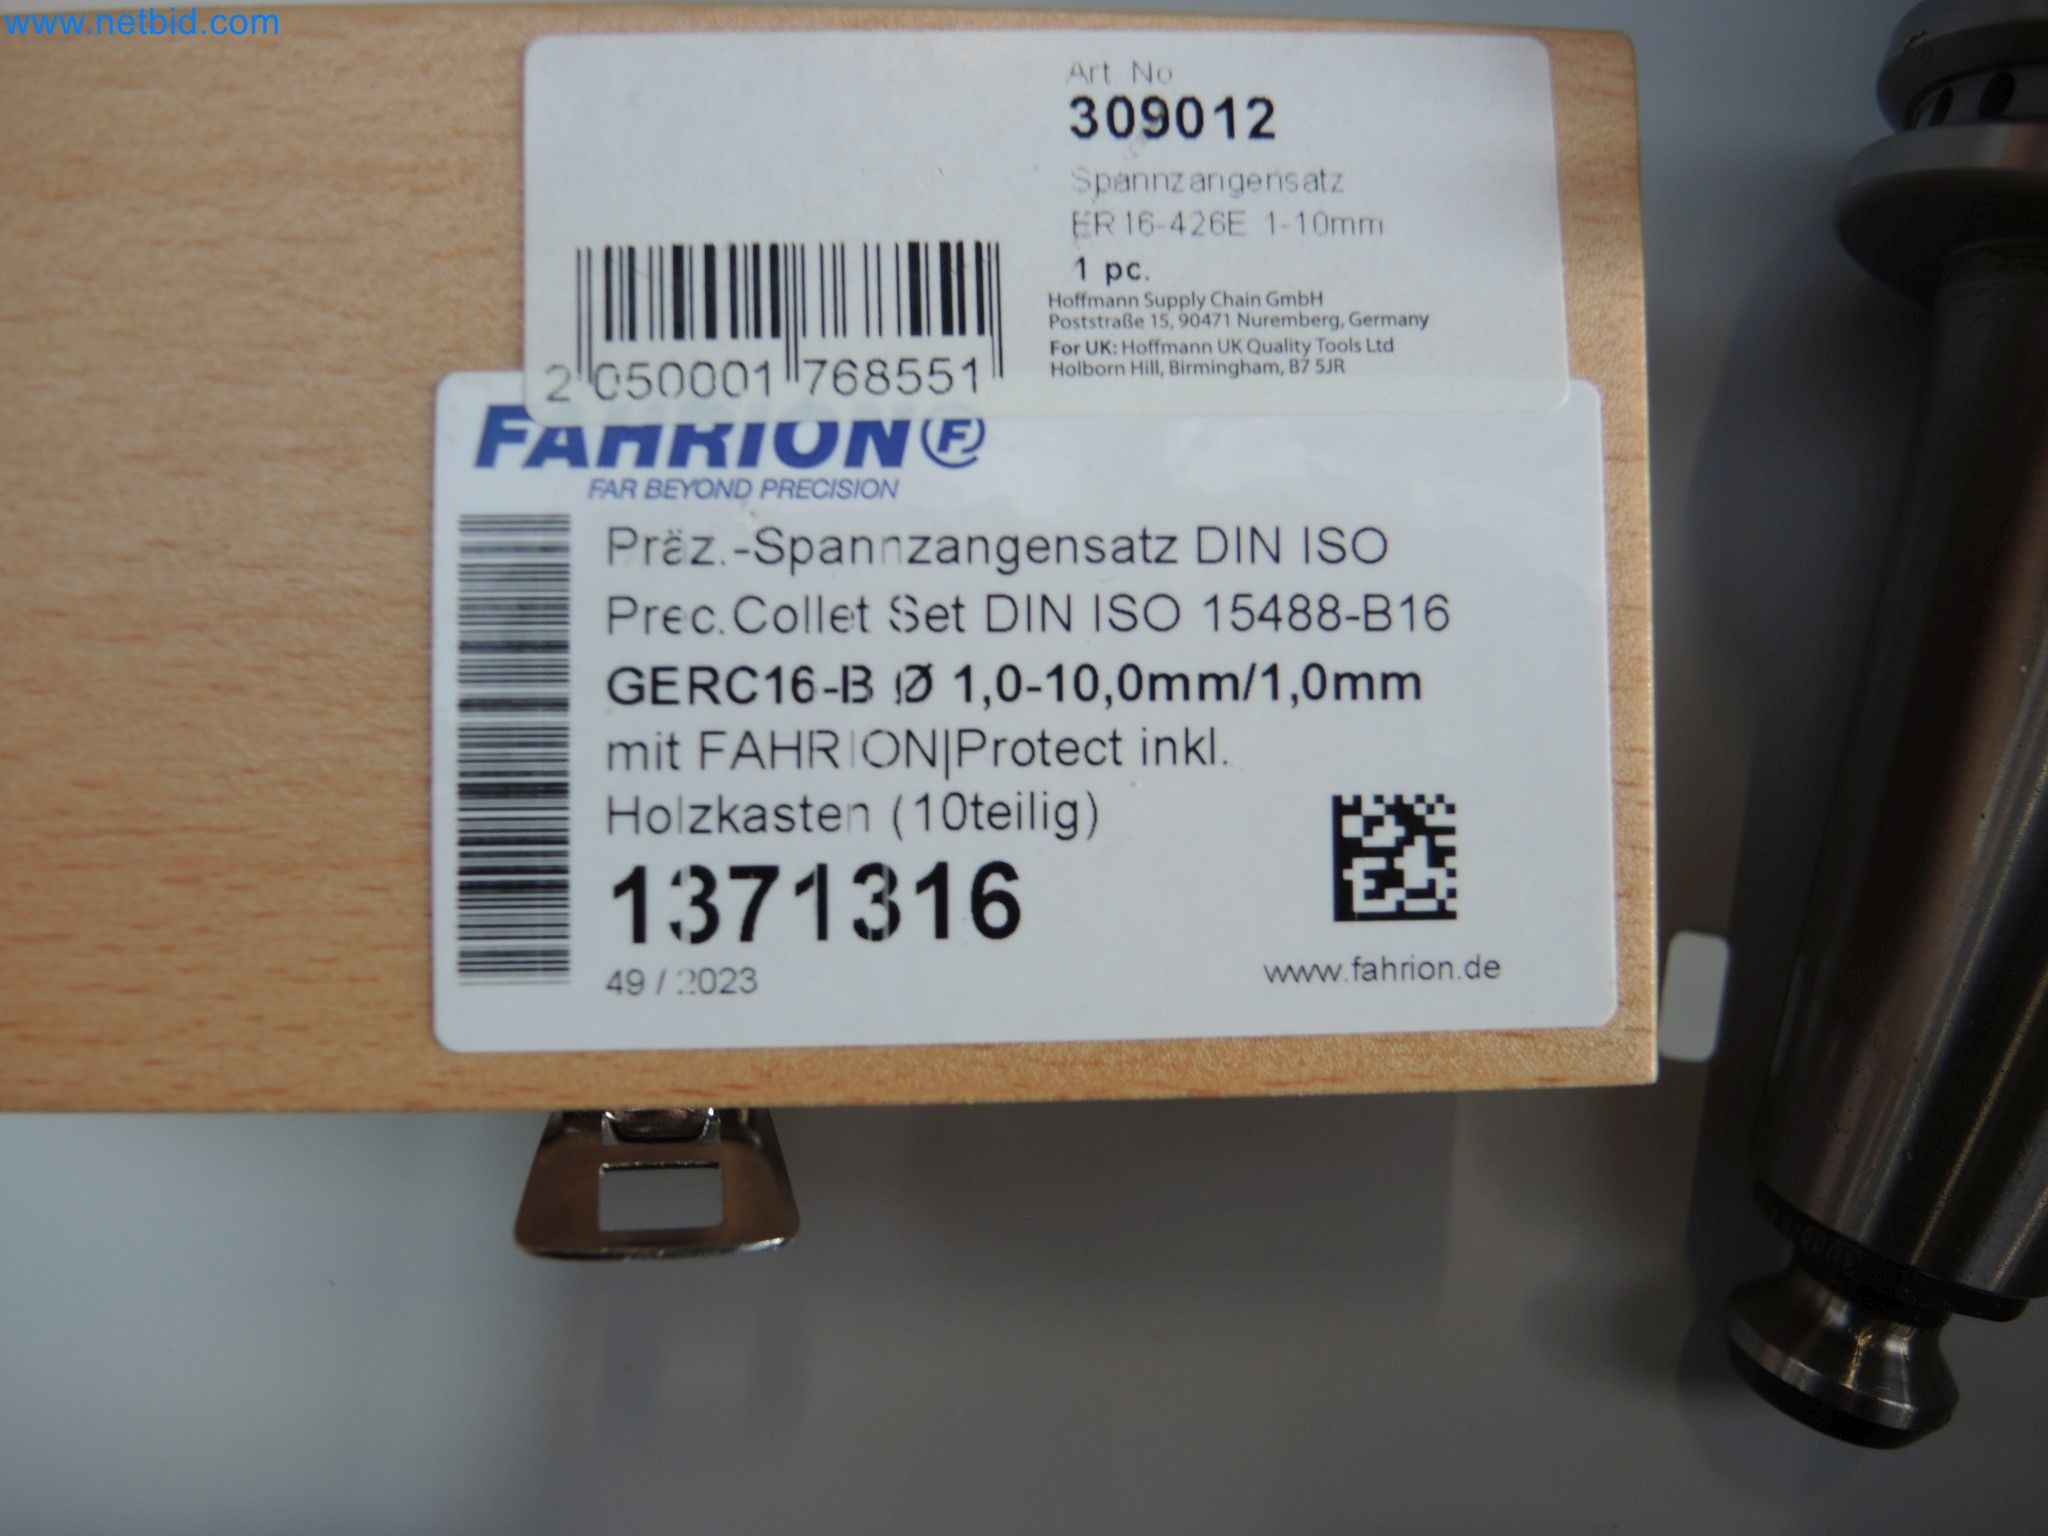 www.netbid.com
Art. No
309012
Spannzangensatz
ER16-426E 1-10mm
1 pc.
Hoffmann Supply Chain GmbH
Poststraße 15, 90471 Nuremberg, Germany
For UK: Hoffmann UK Quality Tools Ltd
Holborn Hill, Birmingham, B7 5JR
2 050001 768551
FAHRION F
FAR BEYOND PRECISION
Präz.-Spannzangensatz DIN ISO
Prec.Collet Set DIN ISO 15488-B16
GERC16-B Ø 1,0-10,0mm/1,0mm
mit FAHRION|Protect inkl.
Holzkasten (10teilig)
1371316
49 / 2023
www.fahrion.de